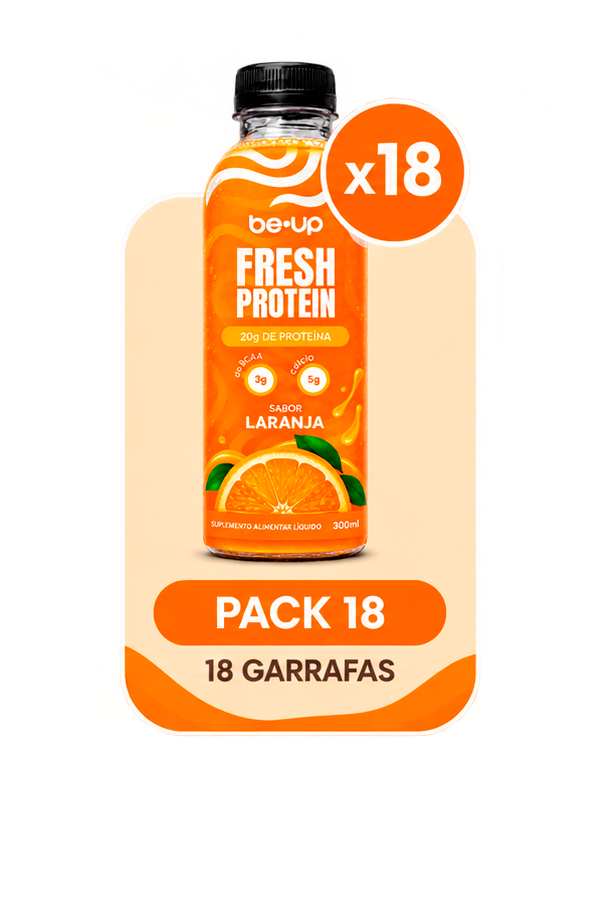 x18
be•up
FRESH
PROTEIN
20g DE PROTEÍNA
de BCAA
cálcio
3g
5g
SABOR
LARANJA
SUPLEMENTO ALIMENTAR LÍQUIDO 300ml
PACK 18
18 GARRAFAS